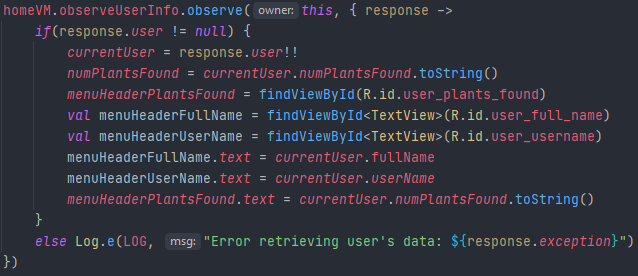 homeVM.observeUserInfo.observe( owner: this, { response ->
    if(response.user != null) {
        currentUser = response.user!!
        numPlantsFound = currentUser.numPlantsFound.toString()
        menuHeaderPlantsFound = findViewById(R.id.user_plants_found)
        val menuHeaderFullName = findViewById<TextView>(R.id.user_full_name)
        val menuHeaderUserName = findViewById<TextView>(R.id.user_username)
        menuHeaderFullName.text = currentUser.fullName
        menuHeaderUserName.text = currentUser.userName
        menuHeaderPlantsFound.text = currentUser.numPlantsFound.toString()
    }
    else Log.e(LOG, msg: "Error retrieving user's data: ${response.exception}")
})